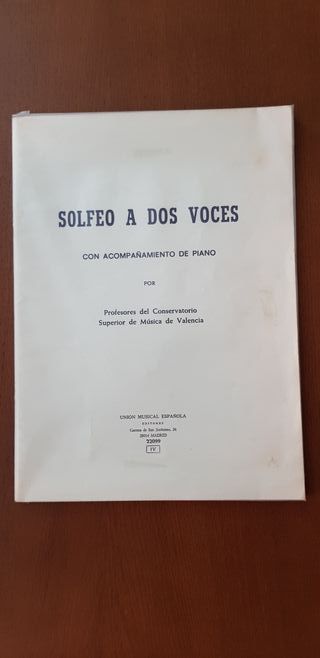 SOLFEO A DOS VOCES
CON ACOMPAÑAMIENTO DE PIANO
POR
Profesores del Conservatorio
Superior de Música de Valencia
UNION MUSICAL ESPAÑOLA
EDITORES
Carrera de San Jerónimo, 26
28014 MADRID
22099
IV